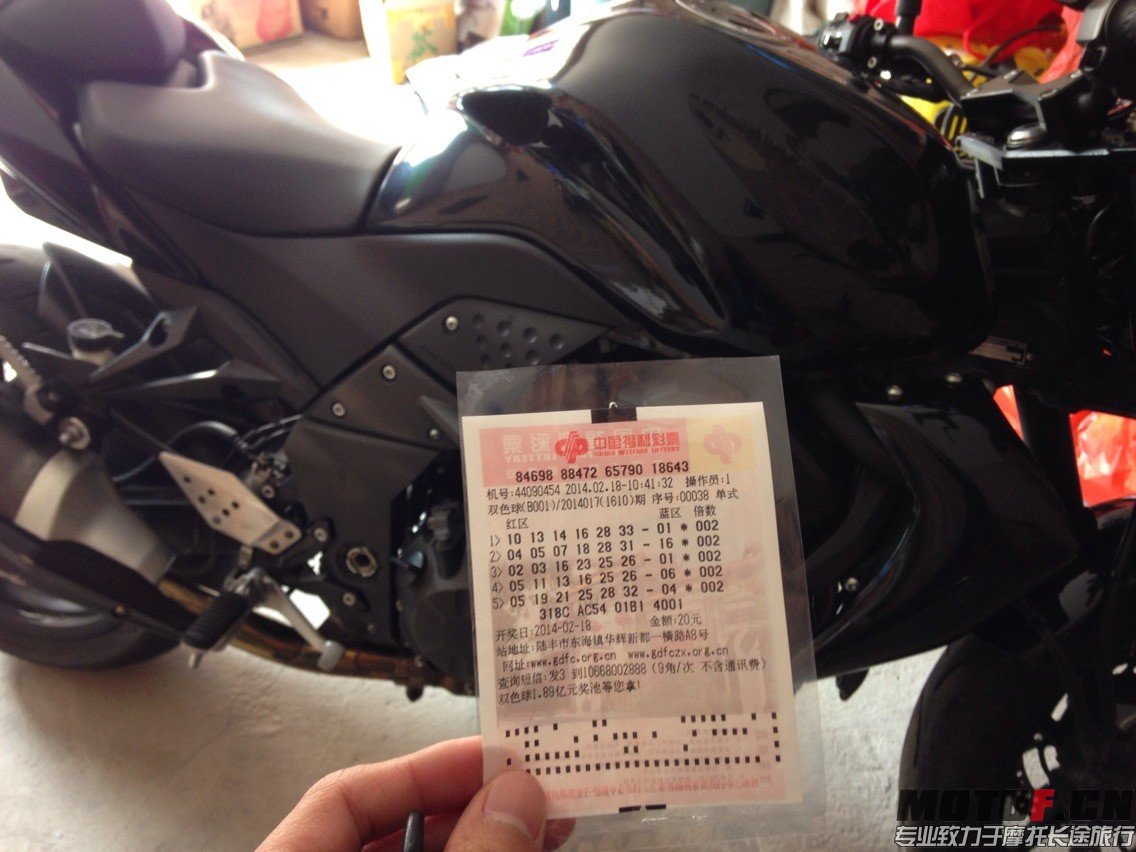 中国福利彩票
CHINA WELFARE LOTTERY
84698 88472 65790 18643
机号:44090454 2014.02.18-10:41:32 操作员:1
双色球(B001)/2014017(1610)期 序号:00038 单式
红区 蓝区 倍数
1> 10 13 14 16 28 33 - 01 * 002
2> 04 05 07 18 28 31 - 16 * 002
3> 02 03 16 23 25 26 - 01 * 002
4> 05 11 13 16 25 26 - 06 * 002
5> 05 19 21 25 28 32 - 04 * 002
318C AC54 01B1 4001
开奖日:2014-02-18 金额:20元
站地址:陆丰市东海镇华辉新都一横路A8号
网址:www.gdfc.org.cn www.gdfczx.org.cn
查询短信:发3 到10668002888 (9角/次 不含通讯费)
双色球1.89亿元奖池等您拿!
MOTOF.CN
专业致力于摩托长途旅行